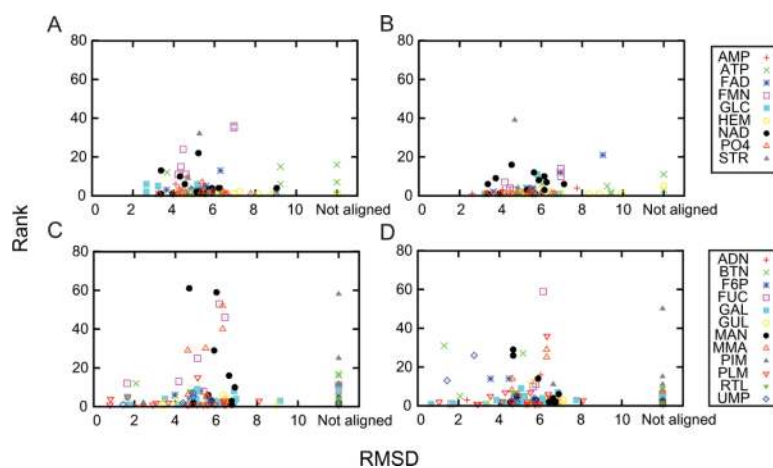 A
B
80
60
40
20
0
0 2 4 6 8 10 Not aligned
80
60
40
20
0
0 2 4 6 8 10 Not aligned
AMP
ATP
FAD
FMN
GLC
HEM
NAD
PO4
STR
Rank
C
D
80
60
40
20
0
0 2 4 6 8 10 Not aligned
80
60
40
20
0
0 2 4 6 8 10 Not aligned
ADN
BTN
F6P
FUC
GAL
GUL
MAN
MMA
PIM
PLM
RTL
UMP
RMSD